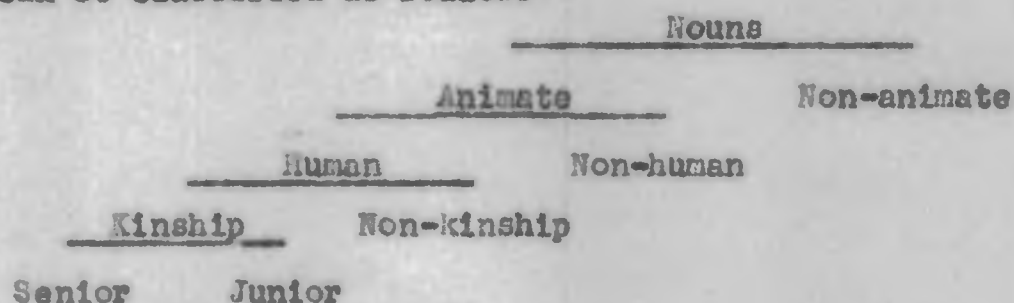 Nouns
Animate Non-animate
Human Non-human
Kinship Non-kinship
Senior Junior